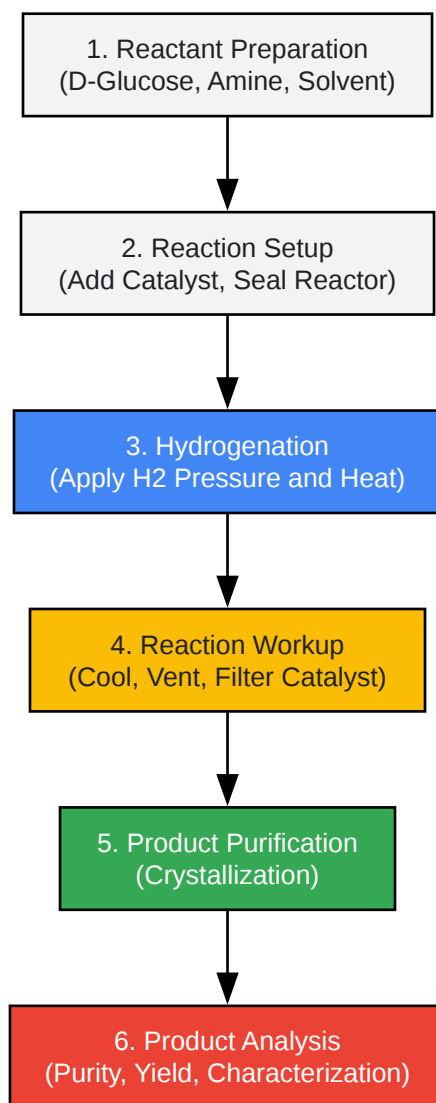 1. Reactant Preparation
(D-Glucose, Amine, Solvent)
2. Reaction Setup
(Add Catalyst, Seal Reactor)
3. Hydrogenation
(Apply H2 Pressure and Heat)
4. Reaction Workup
(Cool, Vent, Filter Catalyst)
5. Product Purification
(Crystallization)
6. Product Analysis
(Purity, Yield, Characterization)